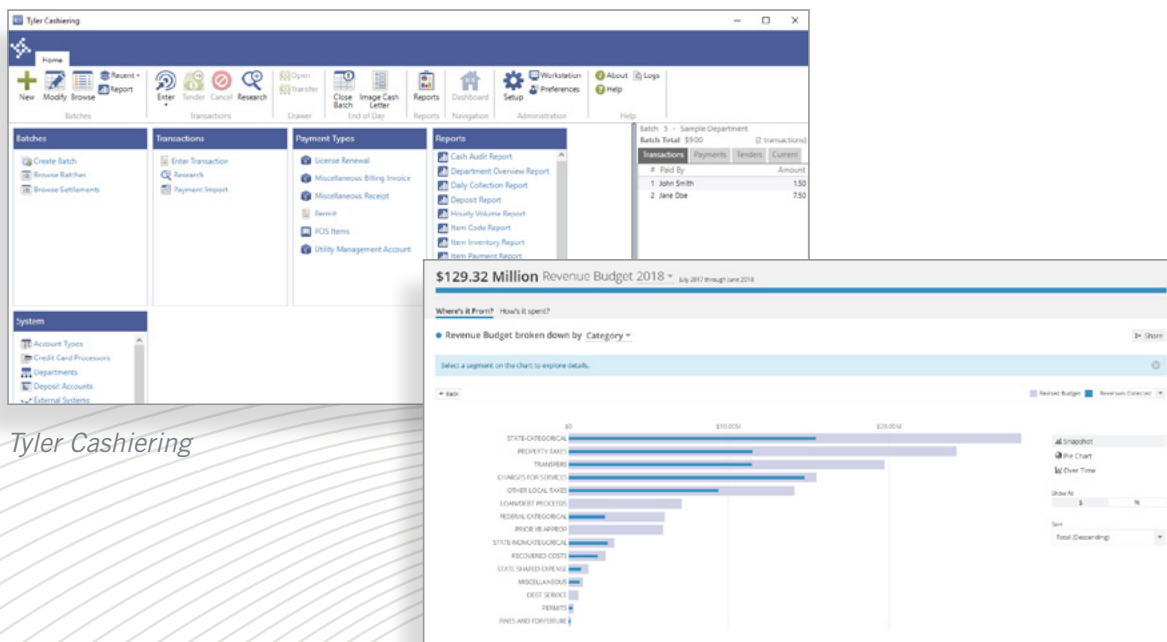 Tyler Cashiering
Home
New Modify Browse Recent Report
Batches
Enter Tender Cancel Research
Transactions
Open
Transfer
Drawer
Close Batch Image Cash Letter
End of Day
Reports
Reports
Dashboard
Navigation
Setup Workstation Preferences
Administration
About Logs
Help
Help
Batches
Create Batch
Browse Batches
Browse Settlements
Transactions
Enter Transaction
Research
Payment Import
Payment Types
License Renewal
Miscellaneous Billing Invoice
Miscellaneous Receipt
Permit
POS Items
Utility Management Account
Reports
Cash Audit Report
Department Overview Report
Daily Collection Report
Deposit Report
Hourly Volume Report
Item Code Report
Item Inventory Report
Item Payment Report
Batch 5 - Sample Department
Batch Total $9.00 (2 transactions)
Transactions Payments Tenders Current
# Paid By Amount
1 John Smith 1.50
2 Jane Doe 7.50
System
Account Types
Credit Card Processors
Departments
Deposit Accounts
External Systems
Tyler Cashiering
$129.32 Million Revenue Budget 2018 July 2017 through June 2018
Where's it From? How's it spent?
Revenue Budget broken down by Category
Share
Select a segment on the chart to explore details.
Back
Revised Budget Revenues Collected
$0 $10.00M $20.00M
STATE-CATEGORICAL
PROPERTY TAXES
TRANSFERS
CHARGES FOR SERVICES
OTHER LOCAL TAXES
LOAN/DEBT PROCEEDS
FEDERAL-CATEGORICAL
PRIOR YR APPROP
STATE-NONCATEGORICAL
RECOVERED COSTS
STATE SHARED EXPENSE
MISCELLANEOUS
DEBT SERVICE
PERMITS
FINES AND FORFEITURE
Snapshot
Pie Chart
Over Time
Show As
$ %
Sort
Total (Descending)